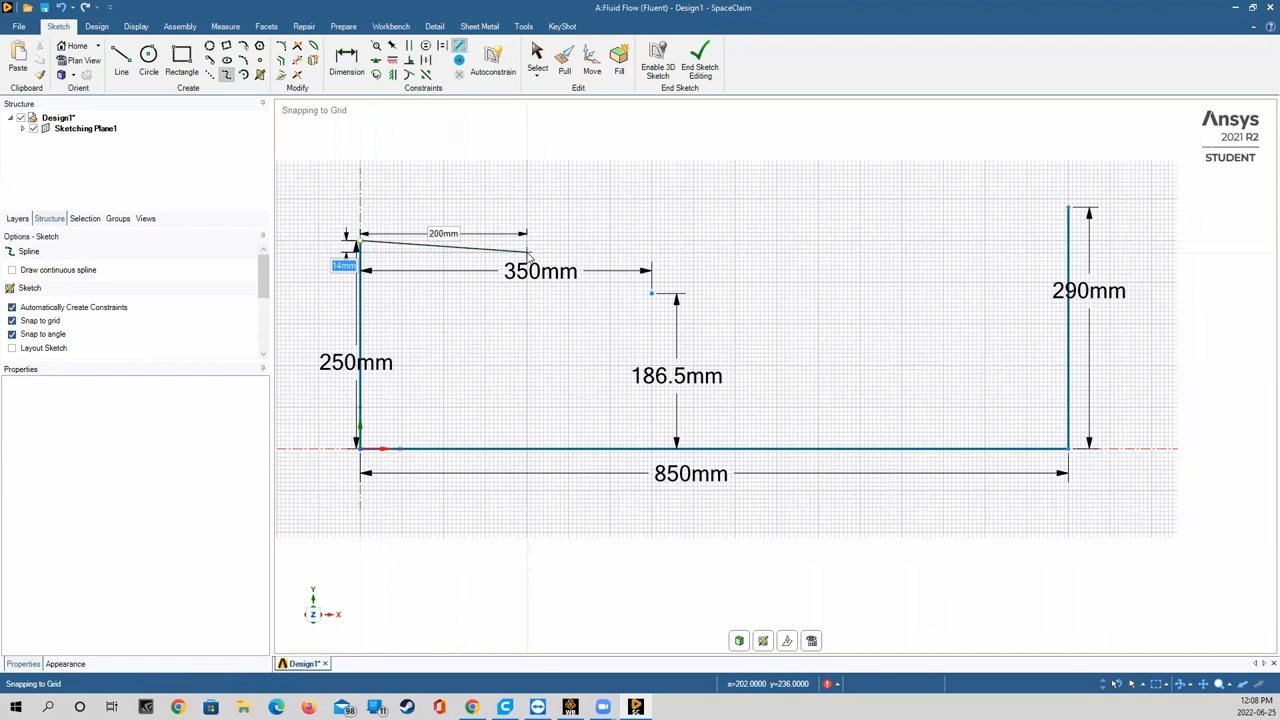 A:Fluid Flow (Fluent) - Design1 - SpaceClaim
File Sketch Design Display Assembly Measure Facets Repair Prepare Workbench Detail Sheet Metal Tools KeyShot
Paste
Home
Plan View
Line
Circle
Rectangle
Dimension
Autoconstrain
Select
Pull
Move
Fill
Enable 3D
Sketch
End Sketch
Editing
Clipboard Orient Create Modify Constraints Edit End Sketch
Structure
Design1*
Sketching Plane1
Layers Structure Selection Groups Views
Options - Sketch
Spline
Draw continuous spline
Sketch
Automatically Create Constraints
Snap to grid
Snap to angle
Layout Sketch
Properties
Properties Appearance
Snapping to Grid
Ansys
2021 R2
STUDENT
200mm
14mm
350mm
290mm
250mm
186.5mm
850mm
Y
Z X
Design1*
Snapping to Grid
x=202.0000 y=236.0000
98
11
12:08 PM
2022-06-25